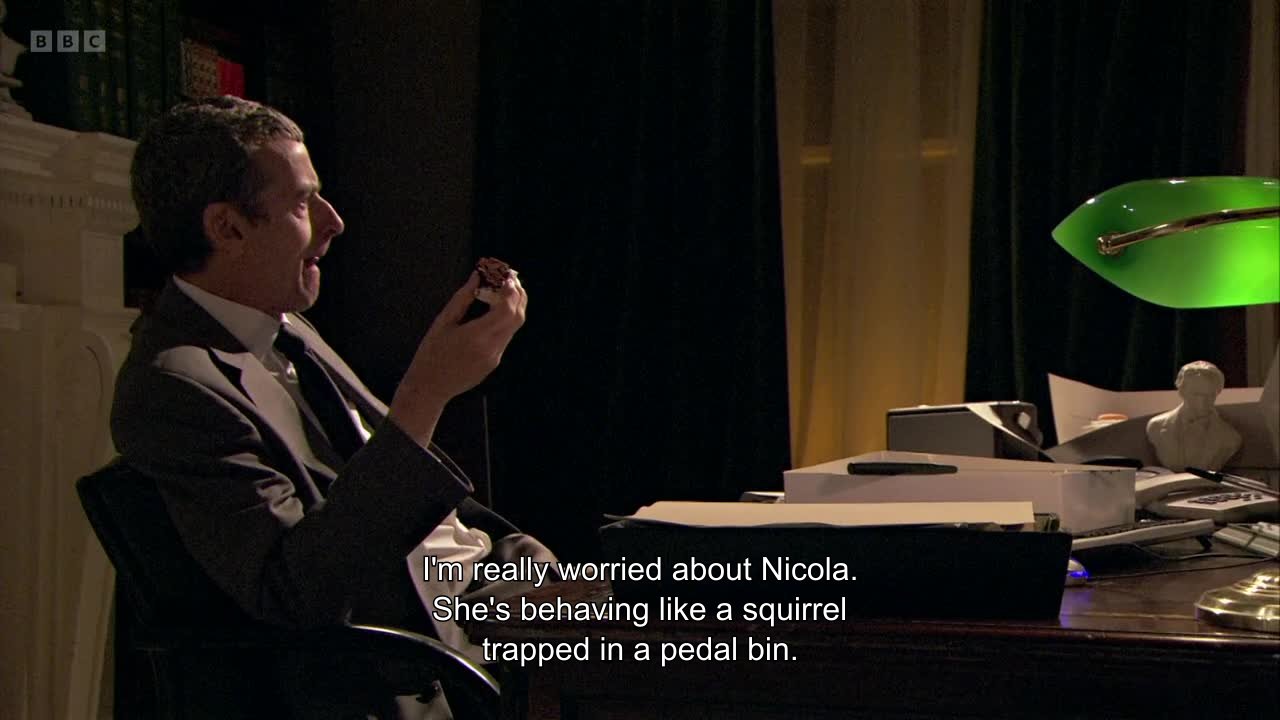 BBC
I'm really worried about Nicola.
She's behaving like a squirrel
trapped in a pedal bin.